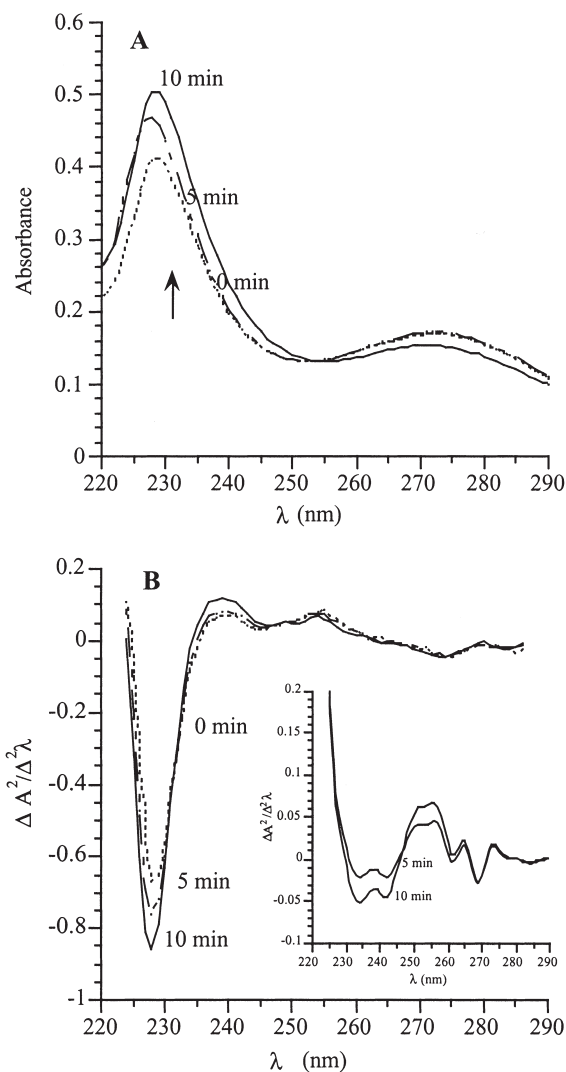 0.6
A
10 min
0.5
0.4
5 min
Absorbance
0.3
0 min
0.2
0.1
0
220 230 240 250 260 270 280 290
λ (nm)
0.2
B
0
-0.2
0 min
-0.4
Δ A²/Δ²λ
-0.6
5 min
-0.8
10 min
-1
220 230 240 250 260 270 280 290
λ (nm)
0.2
0.15
0.1
ΔA²/Δ²λ
0.05
0
5 min
-0.05
10 min
-0.1
220 230 240 250 260 270 280 290
λ (nm)